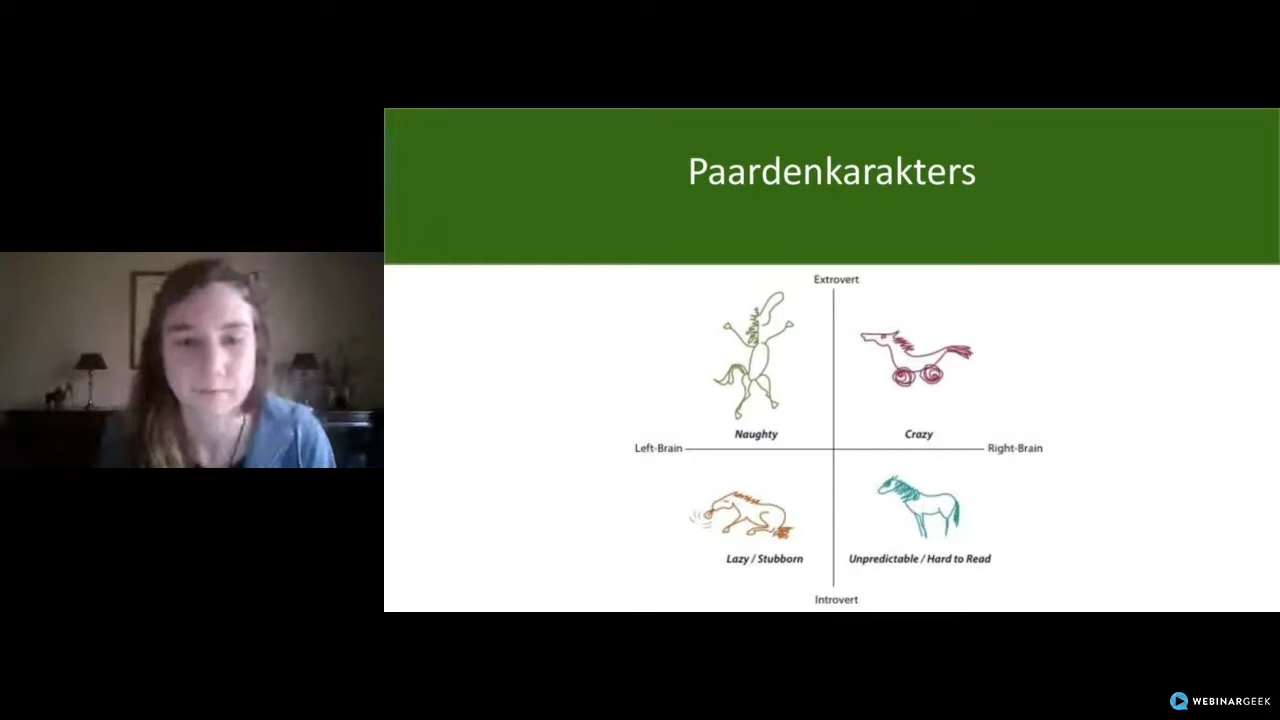 Paardenkarakters
Extrovert
Naughty
Crazy
Left-Brain
Right-Brain
Lazy / Stubborn
Unpredictable / Hard to Read
Introvert
WEBINARGEEK